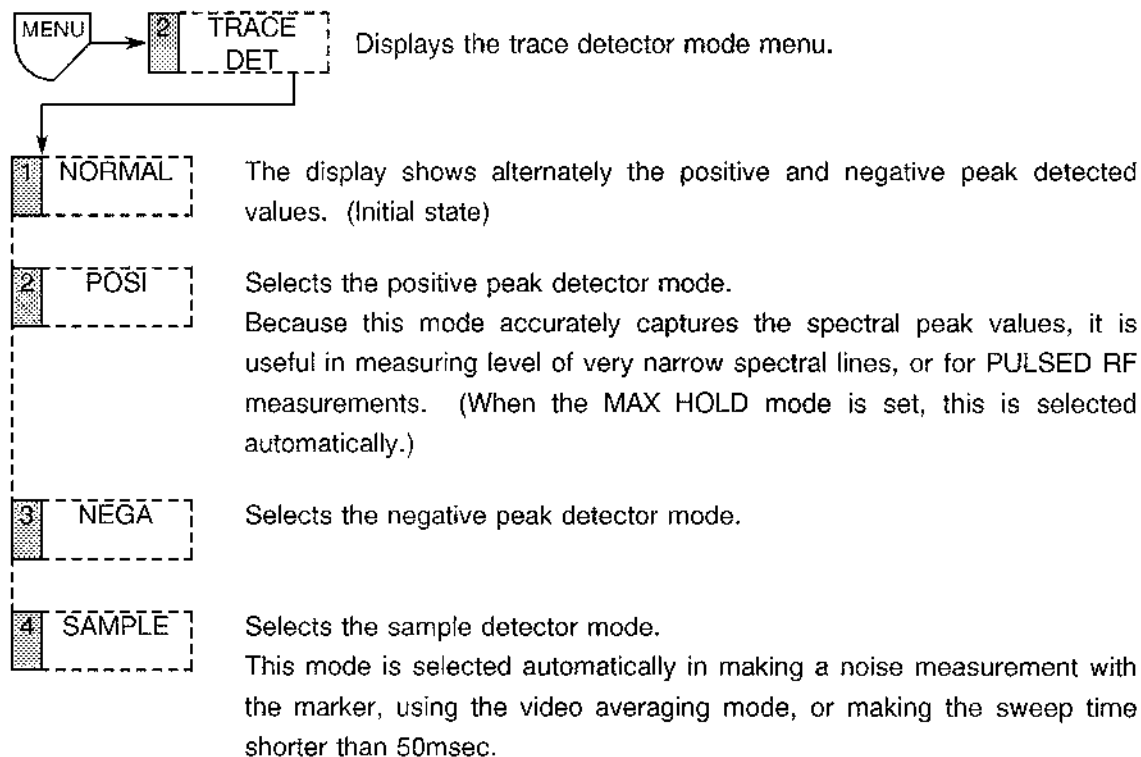 MENU
2 TRACE
DET
Displays the trace detector mode menu.
1 NORMAL
The display shows alternately the positive and negative peak detected
values. (Initial state)
2 POSI
Selects the positive peak detector mode.
Because this mode accurately captures the spectral peak values, it is
useful in measuring level of very narrow spectral lines, or for PULSED RF
measurements. (When the MAX HOLD mode is set, this is selected
automatically.)
3 NEGA
Selects the negative peak detector mode.
4 SAMPLE
Selects the sample detector mode.
This mode is selected automatically in making a noise measurement with
the marker, using the video averaging mode, or making the sweep time
shorter than 50msec.